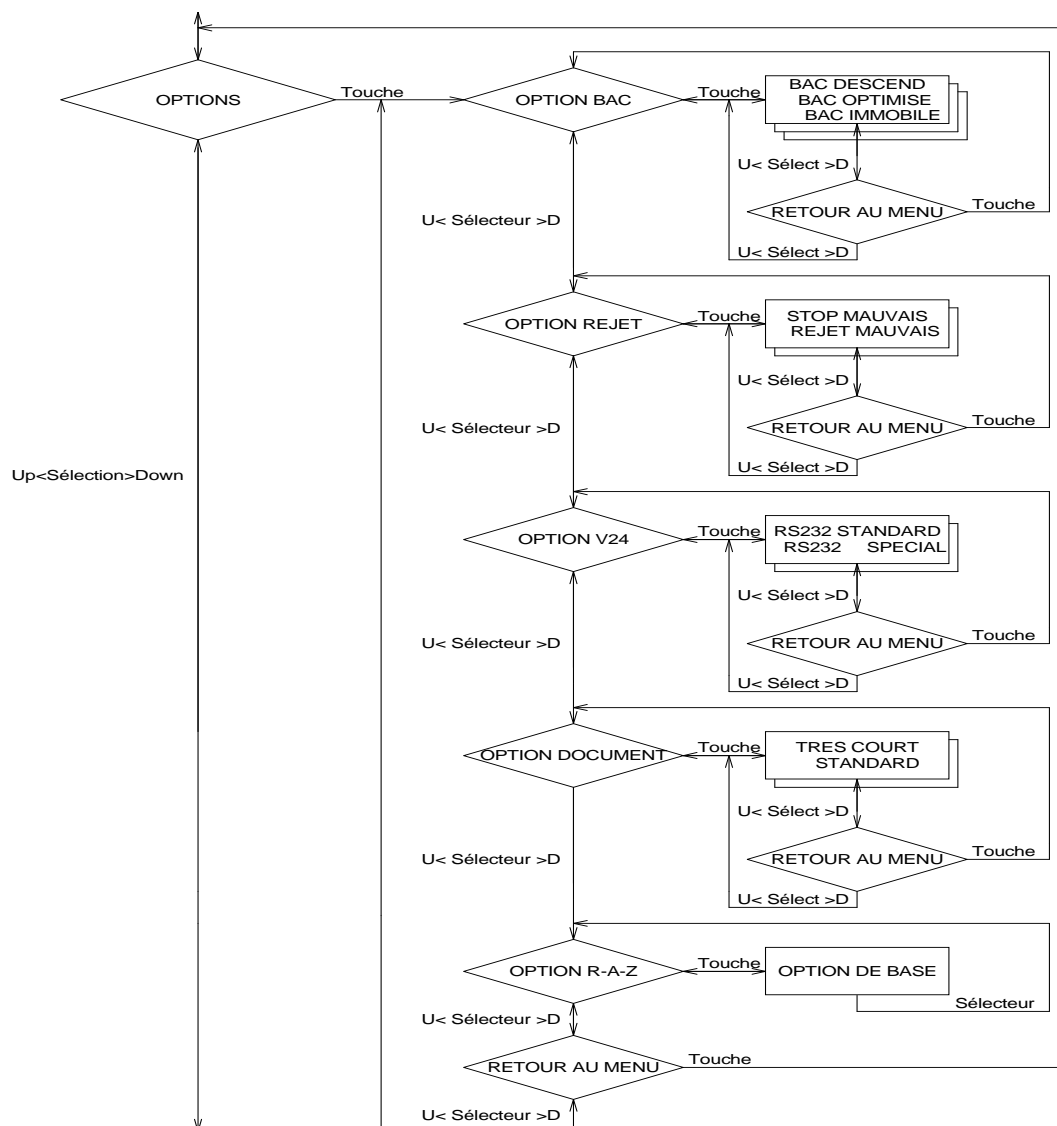 OPTIONS
Touche
OPTION BAC
Touche
BAC DESCEND
BAC OPTIMISE
BAC IMMOBILE
U< Sélect >D
RETOUR AU MENU
Touche
U< Sélect >D
U< Sélecteur >D
OPTION REJET
Touche
STOP MAUVAIS
REJET MAUVAIS
U< Sélect >D
RETOUR AU MENU
Touche
U< Sélect >D
U< Sélecteur >D
Up<Sélection>Down
OPTION V24
Touche
RS232 STANDARD
RS232 SPECIAL
U< Sélect >D
RETOUR AU MENU
Touche
U< Sélect >D
U< Sélecteur >D
OPTION DOCUMENT
Touche
TRES COURT
STANDARD
U< Sélect >D
RETOUR AU MENU
Touche
U< Sélect >D
U< Sélecteur >D
OPTION R-A-Z
Touche
OPTION DE BASE
Sélecteur
U< Sélecteur >D
RETOUR AU MENU
Touche
U< Sélecteur >D